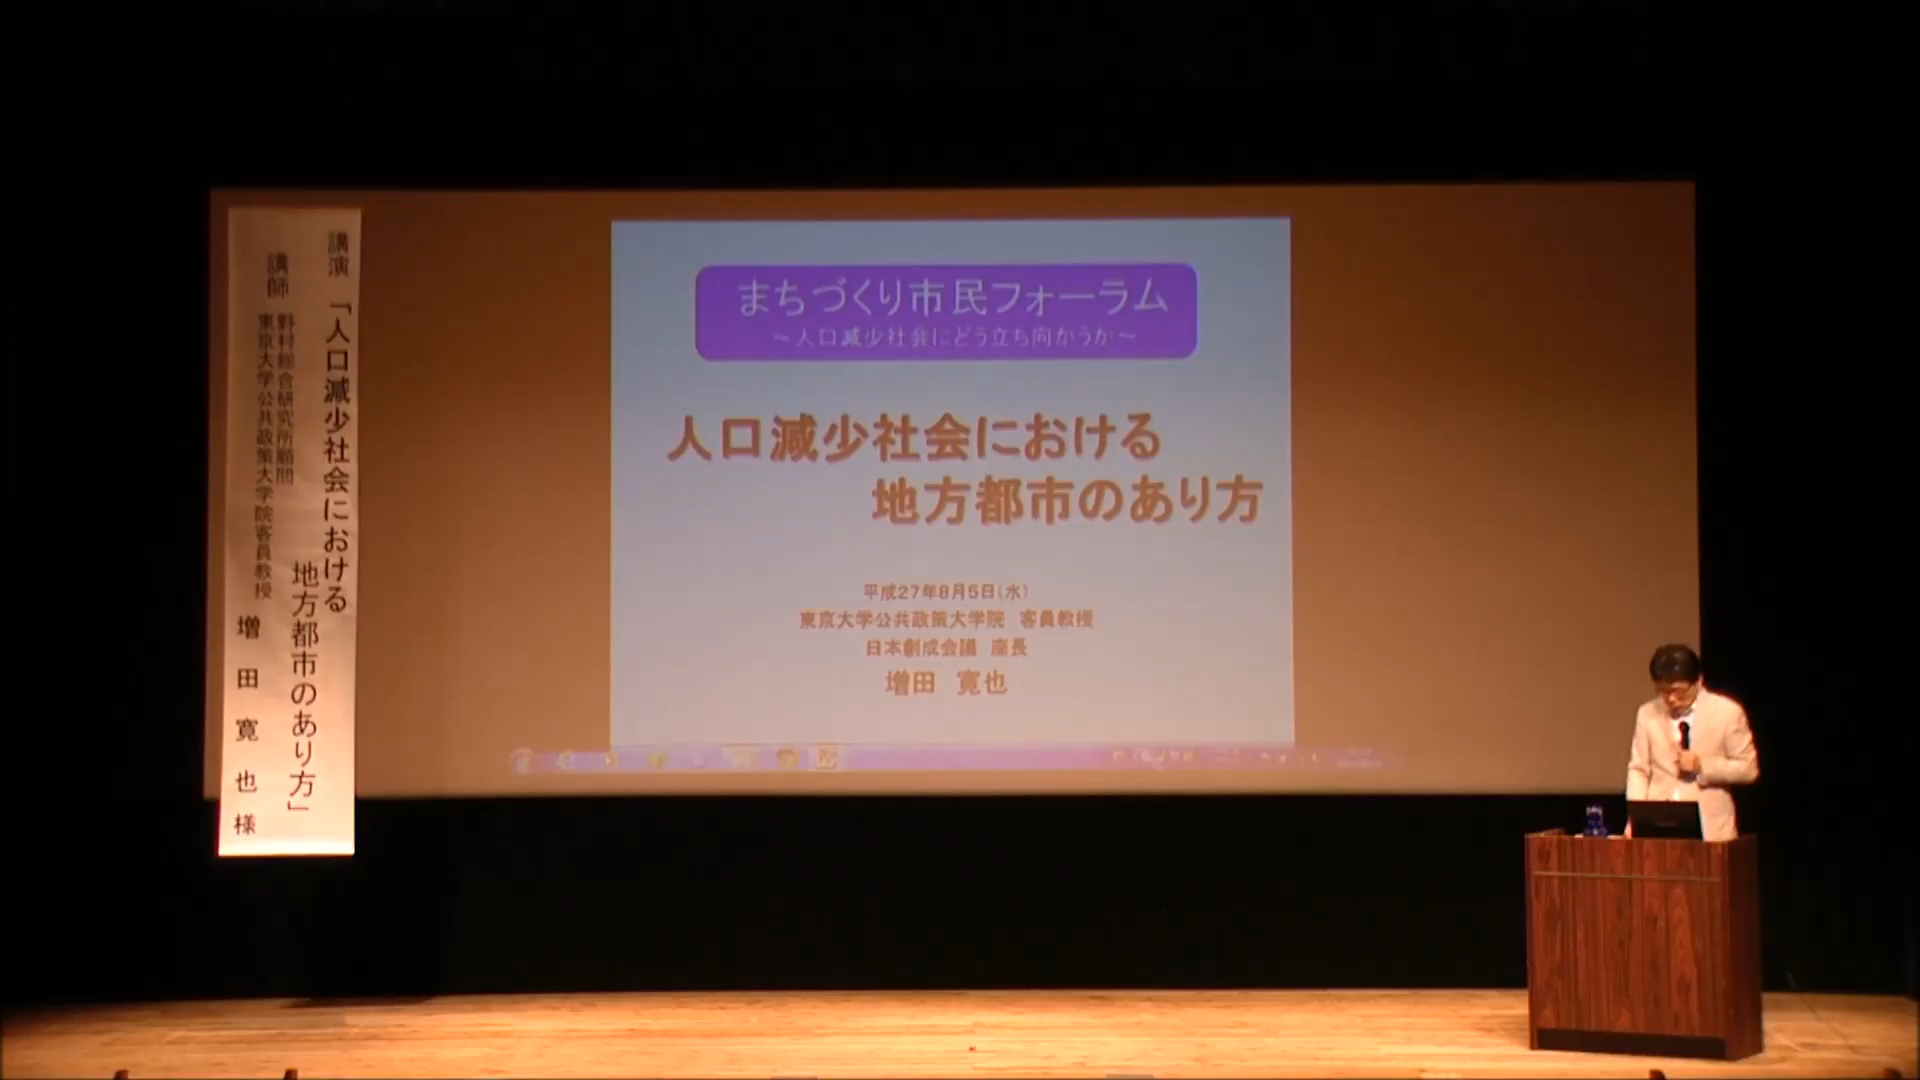 講演 「人口減少社会における
地方都市のあり方」
講師 野村総合研究所顧問
東京大学公共政策大学院客員教授
増田寛也様
まちづくり市民フォーラム
~人口減少社会にどう立ち向かうか~
人口減少社会における
地方都市のあり方
平成27年8月5日(水)
東京大学公共政策大学院 客員教授
日本創成会議 座長
増田 寛也